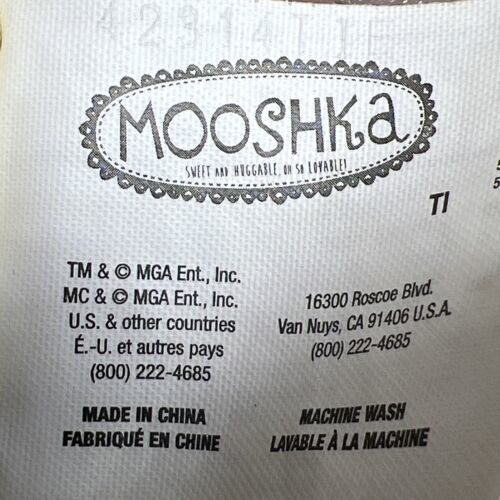 42314TI
MOOSHKa
SWEET AND HUGGABLE, OH SO LOVABLE!
TI
TM & © MGA Ent., Inc.
MC & © MGA Ent., Inc.
U.S. & other countries
É.-U. et autres pays
(800) 222-4685
16300 Roscoe Blvd.
Van Nuys, CA 91406 U.S.A.
(800) 222-4685
MADE IN CHINA
FABRIQUÉ EN CHINE
MACHINE WASH
LAVABLE À LA MACHINE